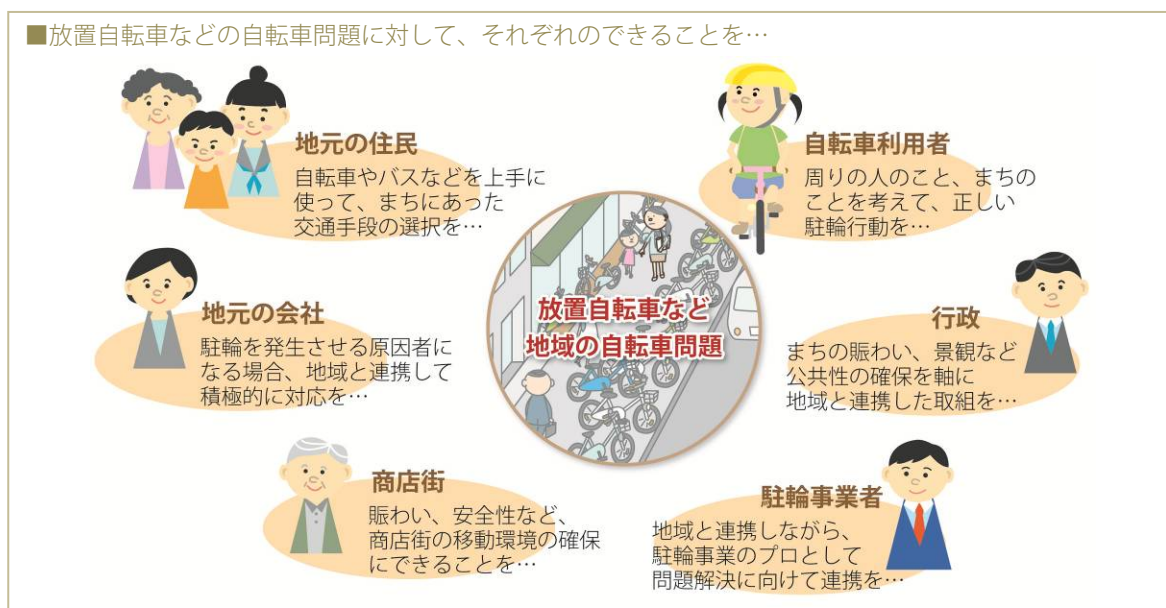 ■放置自転車などの自転車問題に対して、それぞれのできることを…
地元の住民
自転車やバスなどを上手に
使って、まちにあった
交通手段の選択を…
自転車利用者
周りの人のこと、まちの
ことを考えて、正しい
駐輪行動を…
地元の会社
駐輪を発生させる原因者に
なる場合、地域と連携して
積極的に対応を…
放置自転車など
地域の自転車問題
行政
まちの賑わい、景観など
公共性の確保を軸に
地域と連携した取組を…
商店街
賑わい、安全性など、
商店街の移動環境の確保
にできることを…
駐輪事業者
地域と連携しながら、
駐輪事業のプロとして
問題解決に向けて連携を…